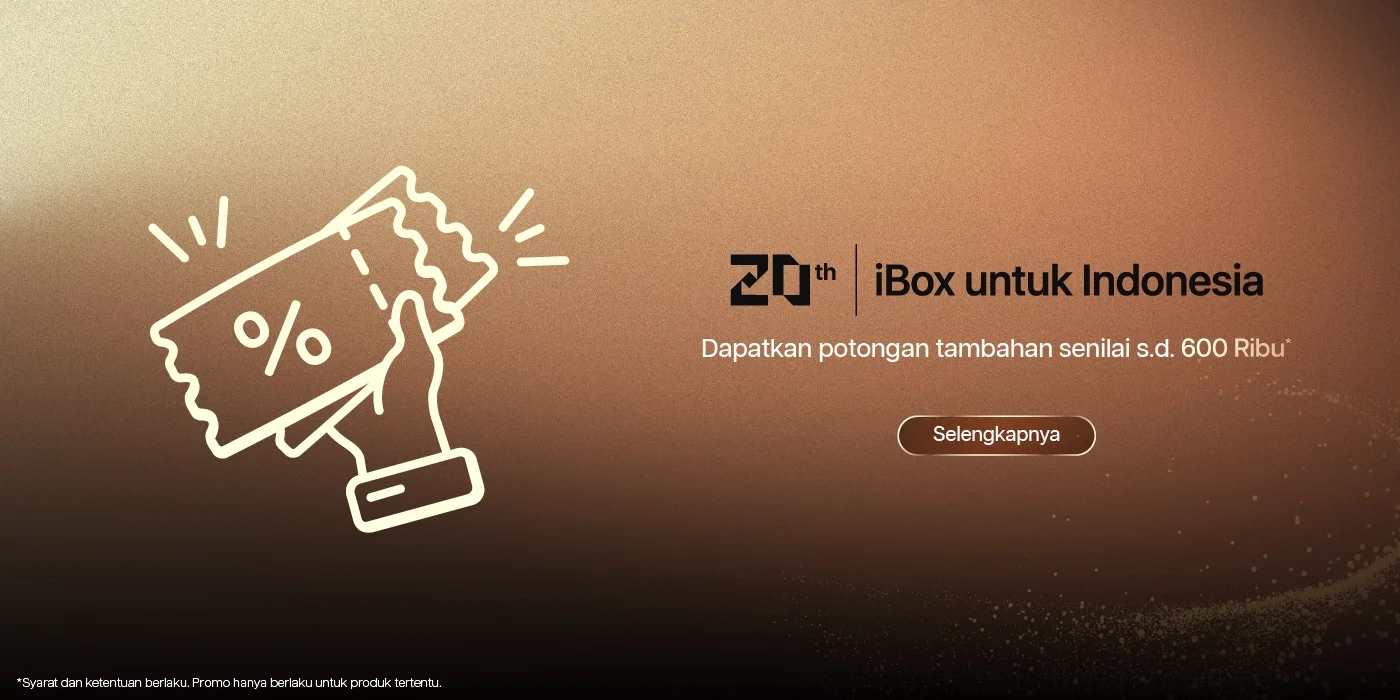 %
20th | iBox untuk Indonesia
Dapatkan potongan tambahan senilai s.d. 600 Ribu*
Selengkapnya
*Syarat dan ketentuan berlaku. Promo hanya berlaku untuk produk tertentu.